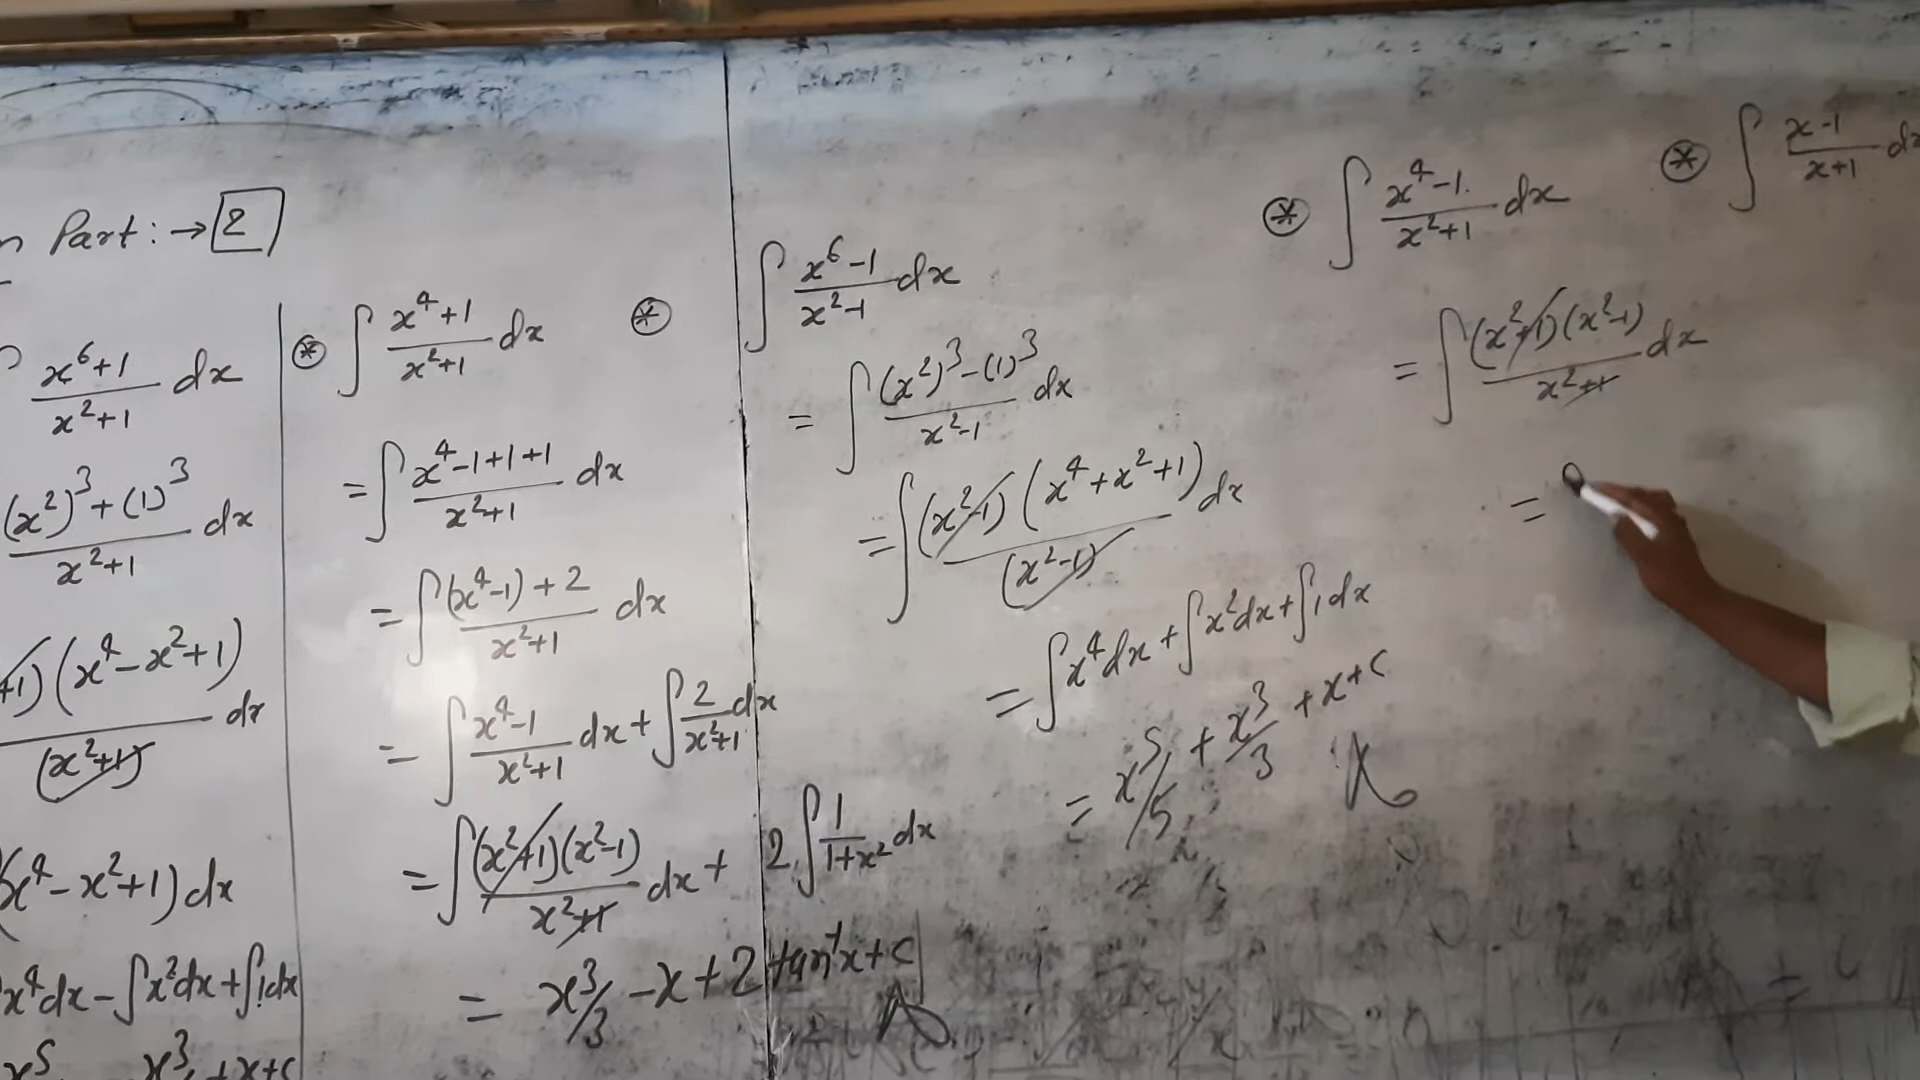 Part :→ 2
x⁶+1/x²+1 dx
(x²)³+(1)³/x²+1 dx
+1)(x⁴-x²+1)/(x²+1) dx
(x⁴-x²+1)dx
x⁴dx-∫x²dx+∫1dx
x⁵ x³ +x+c
⊛ ∫x⁴+1/x²+1 dx
=∫x⁴-1+1+1/x²+1 dx
=∫(x⁴-1)+2/x²+1 dx
=∫x⁴-1/x²+1 dx+∫2/x²+1 dx
=∫(x²+1)(x²-1)/x²+1 dx+ 2.∫1/1+x² dx
= x³/3-x+2 tan⁻¹x+c
⊛ ∫x⁶-1/x²-1 dx
=∫(x²)³-(1)³/x²-1 dx
=∫(x²-1)(x⁴+x²+1)/(x²-1) dx
=∫x⁴dx+∫x²dx+∫1dx
= x⁵/5+x³/3+x+c
⊛ ∫x⁴-1/x²+1 dx
=∫(x²+1)(x²-1)/x²+1 dx
=
⊛ ∫x-1/x+1 dx